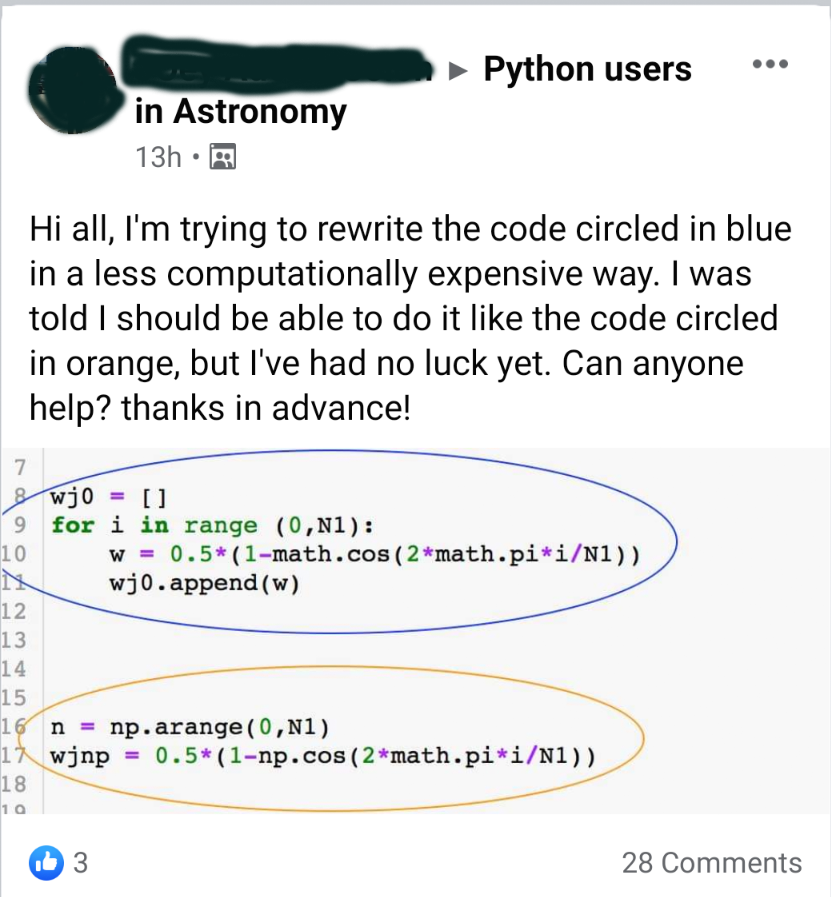 Python users
in Astronomy
13h •
Hi all, I'm trying to rewrite the code circled in blue
in a less computationally expensive way. I was
told I should be able to do it like the code circled
in orange, but I've had no luck yet. Can anyone
help? thanks in advance!
7
8 wj0 = []
9 for i in range (0,N1):
10     w = 0.5*(1-math.cos(2*math.pi*i/N1))
11     wj0.append(w)
12
13
14
15
16 n = np.arange(0,N1)
17 wjnp = 0.5*(1-np.cos(2*math.pi*i/N1))
18
19
3
28 Comments